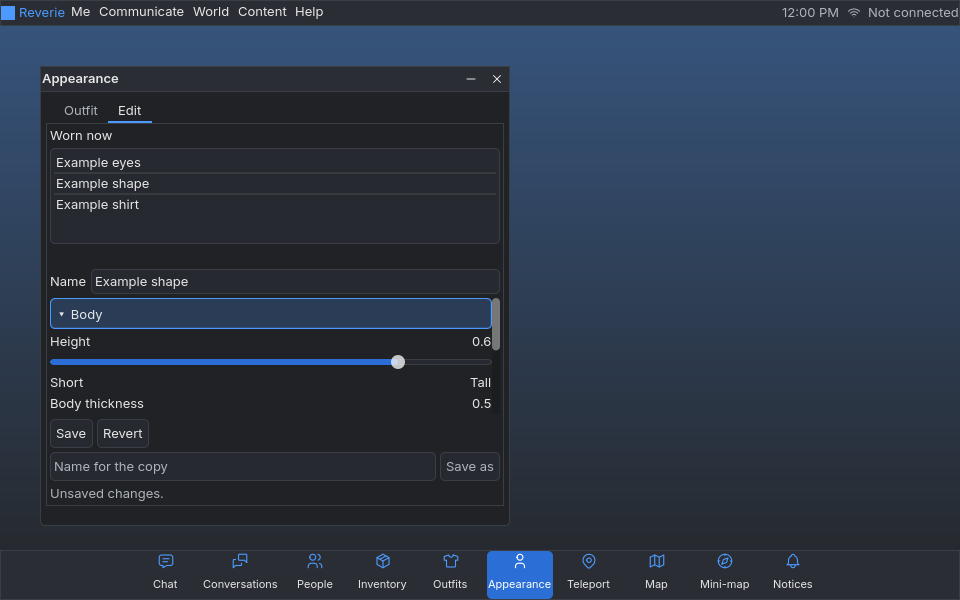 Reverie Me Communicate World Content Help 12:00 PM Not connected
Appearance
Outfit Edit
Worn now
Example eyes
Example shape
Example shirt
Name Example shape
Body
Height 0.6
Short Tall
Body thickness 0.5
Save Revert
Name for the copy Save as
Unsaved changes.
Chat Conversations People Inventory Outfits Appearance Teleport Map Mini-map Notices